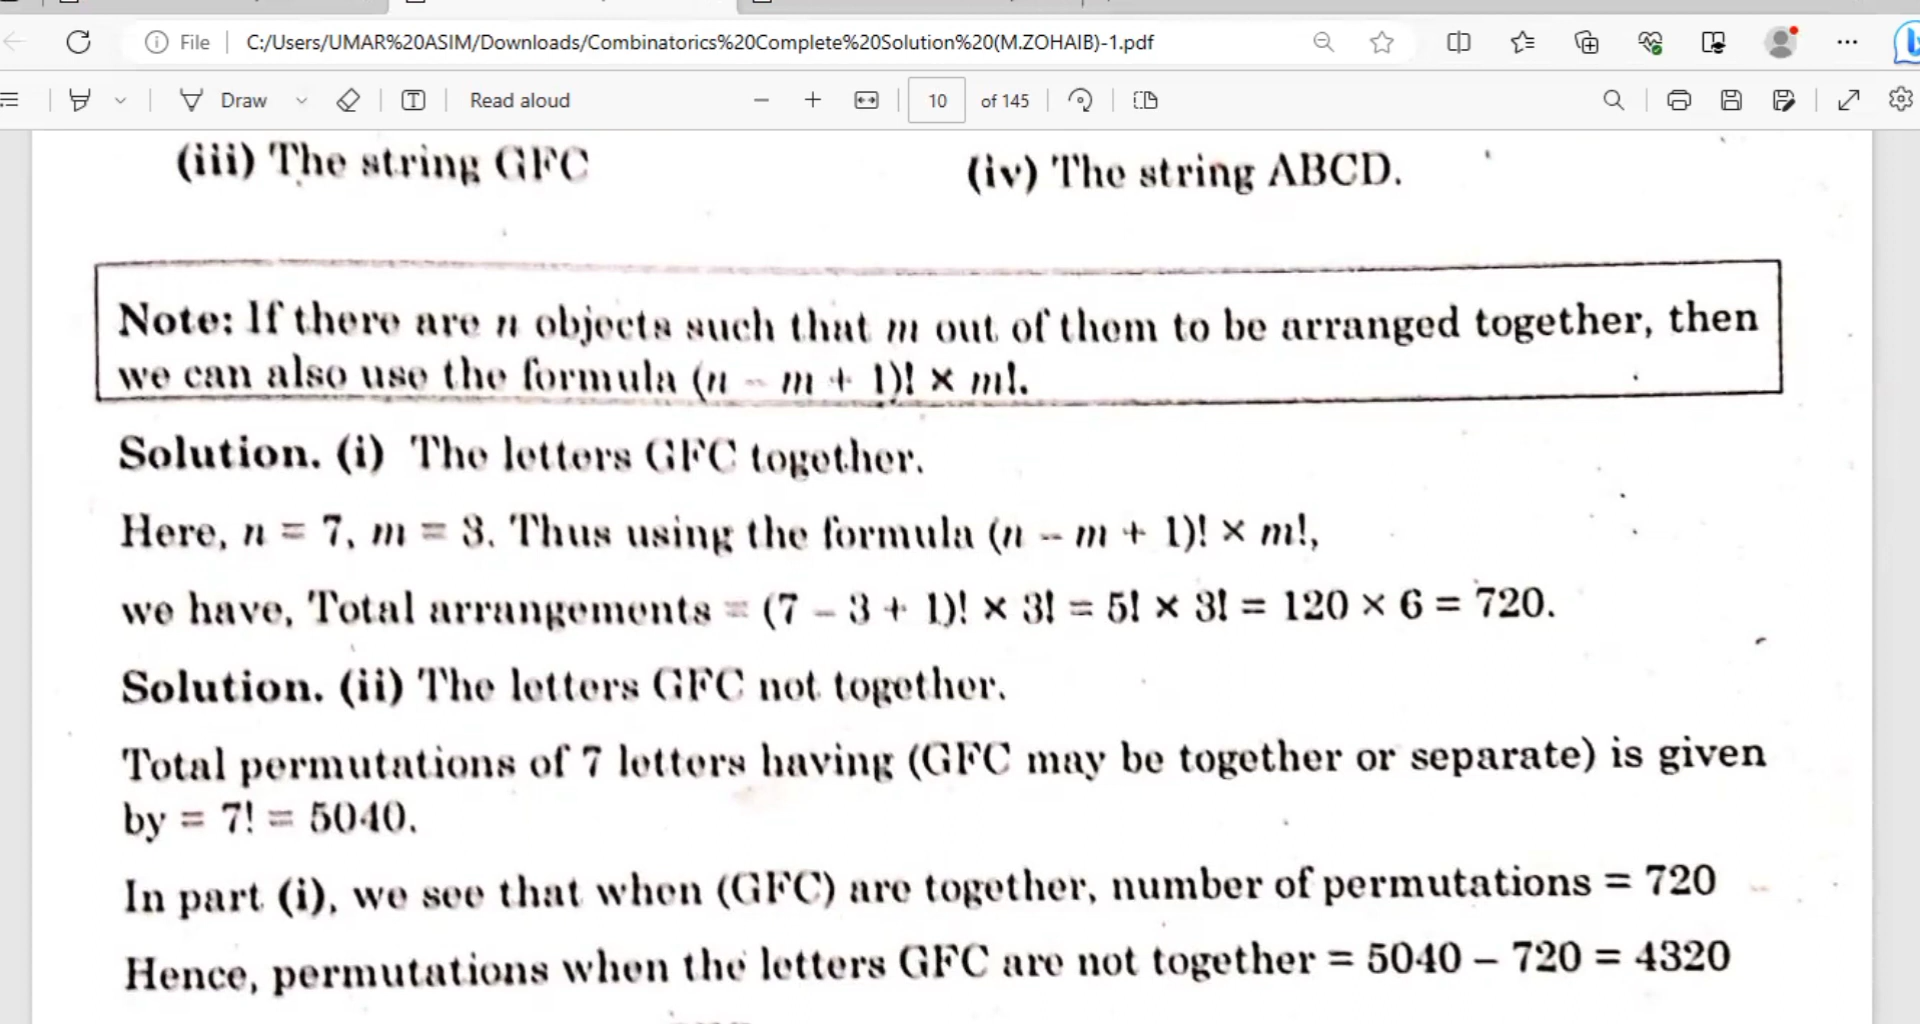 File
C:/Users/UMAR%20ASIM/Downloads/Combinatorics%20Complete%20Solution%20(M.ZOHAIB)-1.pdf
Draw
Read aloud
10 of 145
(iii) The string GFC (iv) The string ABCD.
Note: If there are n objects such that m out of them to be arranged together, then
we can also use the formula (n – m + 1)! × m!.
Solution. (i) The letters GFC together.
Here, n = 7, m = 3. Thus using the formula (n – m + 1)! × m!,
we have, Total arrangements = (7 – 3 + 1)! × 3! = 5! × 3! = 120 × 6 = 720.
Solution. (ii) The letters GFC not together.
Total permutations of 7 letters having (GFC may be together or separate) is given
by = 7! = 5040.
In part (i), we see that when (GFC) are together, number of permutations = 720
Hence, permutations when the letters GFC are not together = 5040 – 720 = 4320